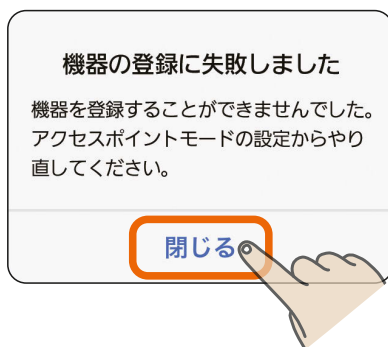 機器の登録に失敗しました
機器を登録することができませんでした。
アクセスポイントモードの設定からやり
直してください。
閉じる